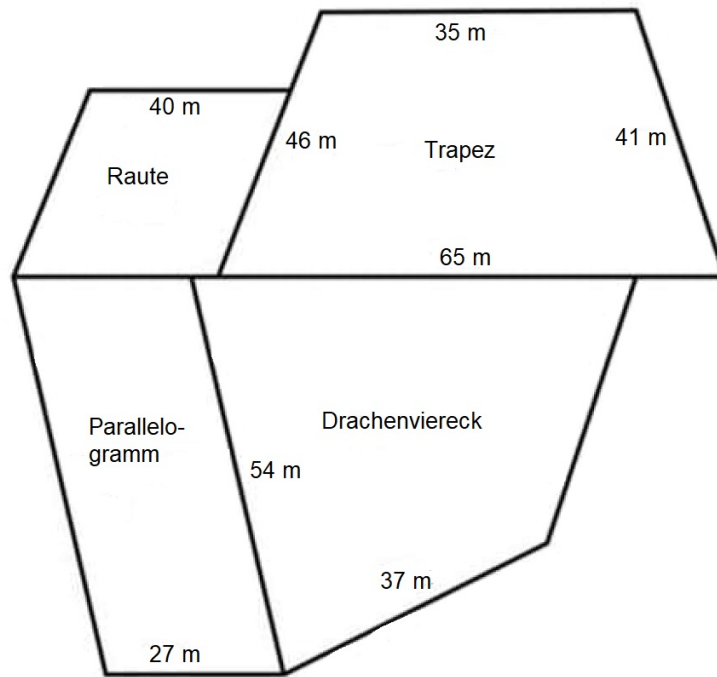 35 m
40 m
46 m
Trapez
41 m
Raute
65 m
Parallelo-
gramm
Drachenviereck
54 m
37 m
27 m